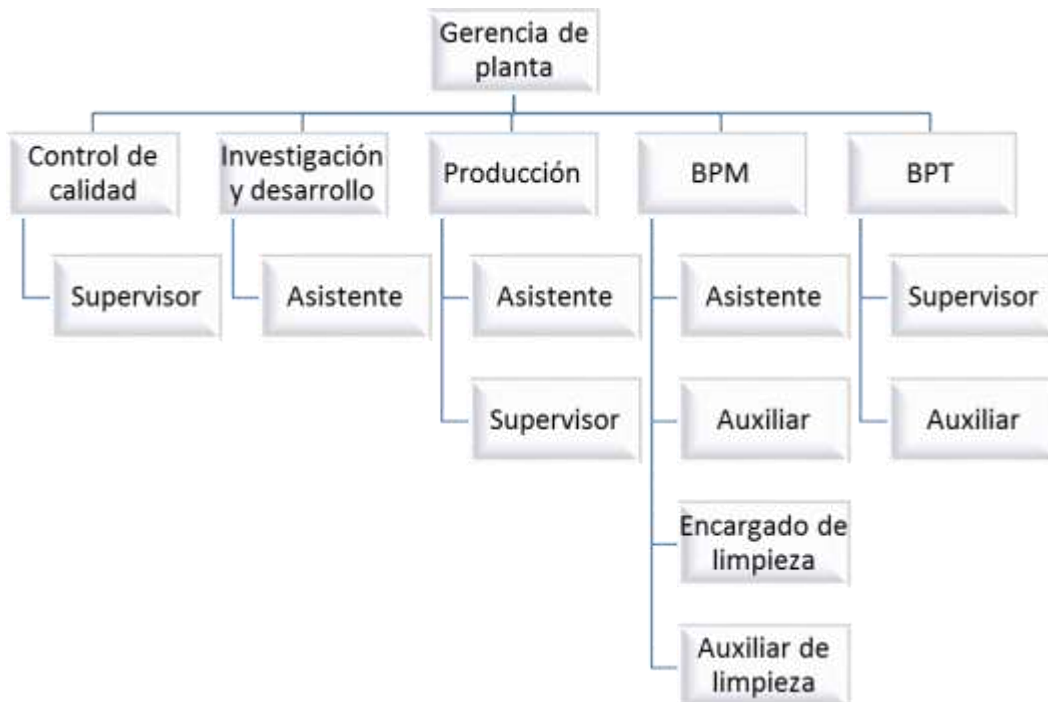 Gerencia de
planta
Control de
calidad
Investigación
y desarrollo
Producción
BPM
BPT
Supervisor
Asistente
Asistente
Asistente
Supervisor
Supervisor
Auxiliar
Auxiliar
Encargado de
limpieza
Auxiliar de
limpieza